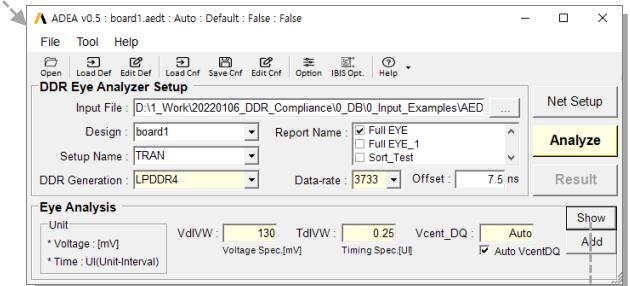 ADEA v0.5 : board1.aedt : Auto : Default : False : False
File Tool Help
Open Load Def Edit Def Load Cnf Save Cnf Edit Cnf Option IBIS Opt. Help
DDR Eye Analyzer Setup
Input File : D:\1_Work\20220106_DDR_Compliance\0_DB\0_Input_Examples\AED ... Net Setup
Design : board1 Report Name : Full EYE
Full EYE_1
Sort_Test
Analyze
Setup Name : TRAN
DDR Generation : LPDDR4 Data-rate : 3733 Offset : 7.5 ns Result
Eye Analysis
Show
Unit
* Voltage : [mV]
* Time : UI(Unit-Interval)
VdIVW : 130 TdIVW : 0.25 Vcent_DQ : Auto
Voltage Spec.[mV] Timing Spec.[UI] Auto VcentDQ
Add